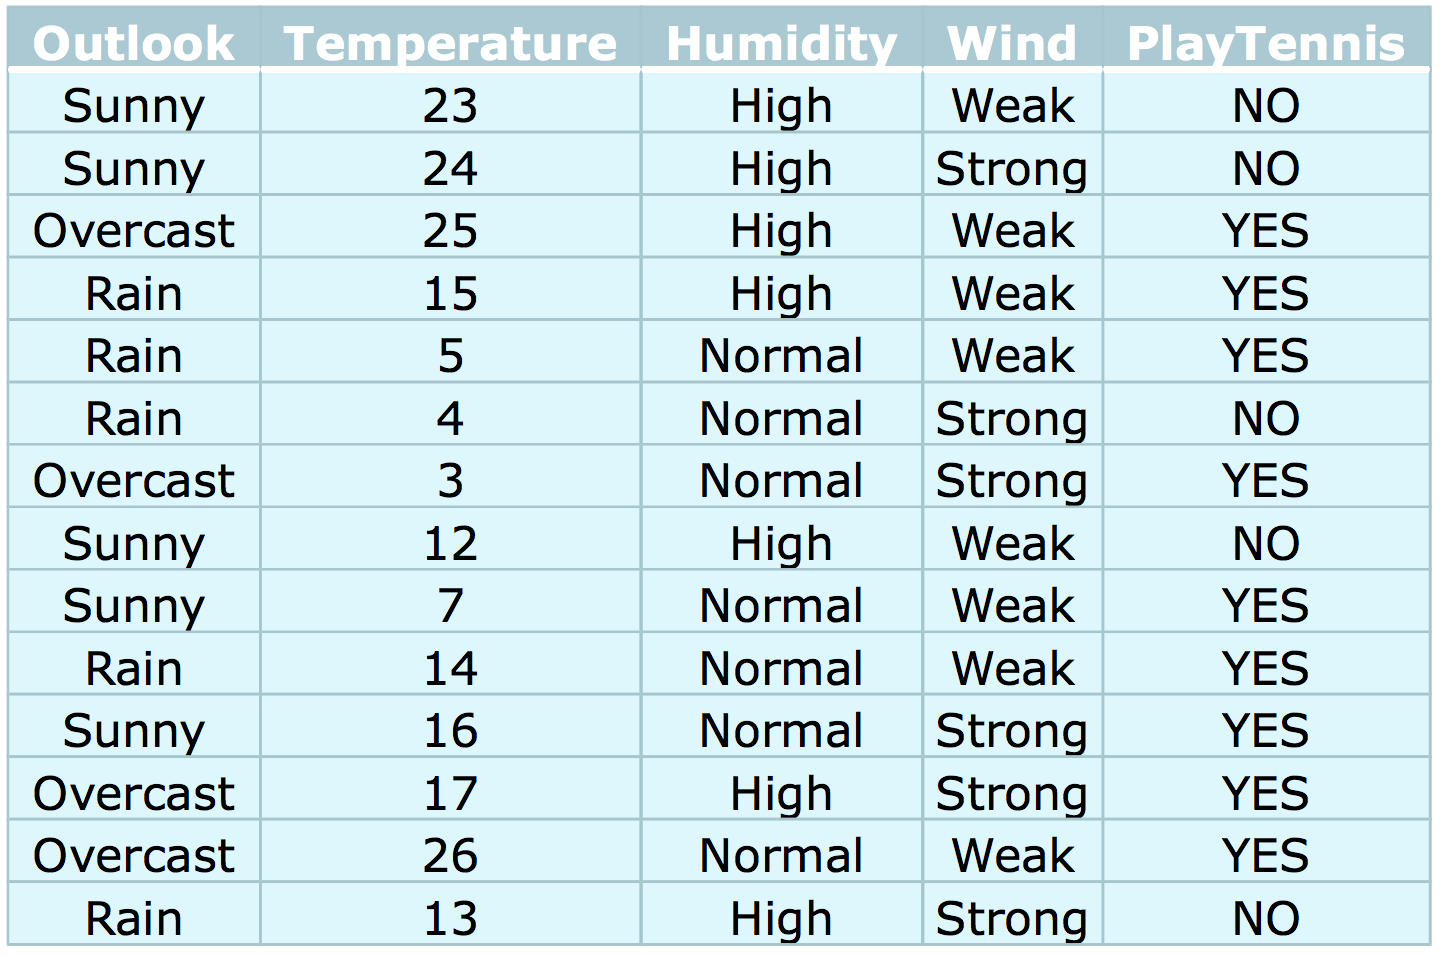 Outlook Temperature Humidity Wind PlayTennis
Sunny 23 High Weak NO
Sunny 24 High Strong NO
Overcast 25 High Weak YES
Rain 15 High Weak YES
Rain 5 Normal Weak YES
Rain 4 Normal Strong NO
Overcast 3 Normal Strong YES
Sunny 12 High Weak NO
Sunny 7 Normal Weak YES
Rain 14 Normal Weak YES
Sunny 16 Normal Strong YES
Overcast 17 High Strong YES
Overcast 26 Normal Weak YES
Rain 13 High Strong NO